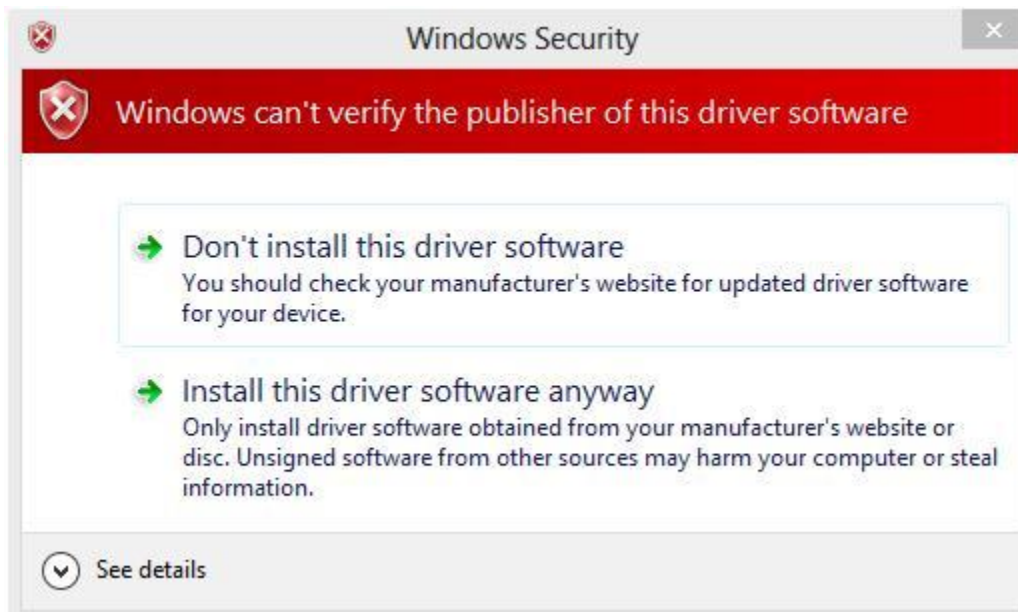 Windows Security
Windows can't verify the publisher of this driver software
Don't install this driver software
You should check your manufacturer's website for updated driver software
for your device.
Install this driver software anyway
Only install driver software obtained from your manufacturer's website or
disc. Unsigned software from other sources may harm your computer or steal
information.
See details